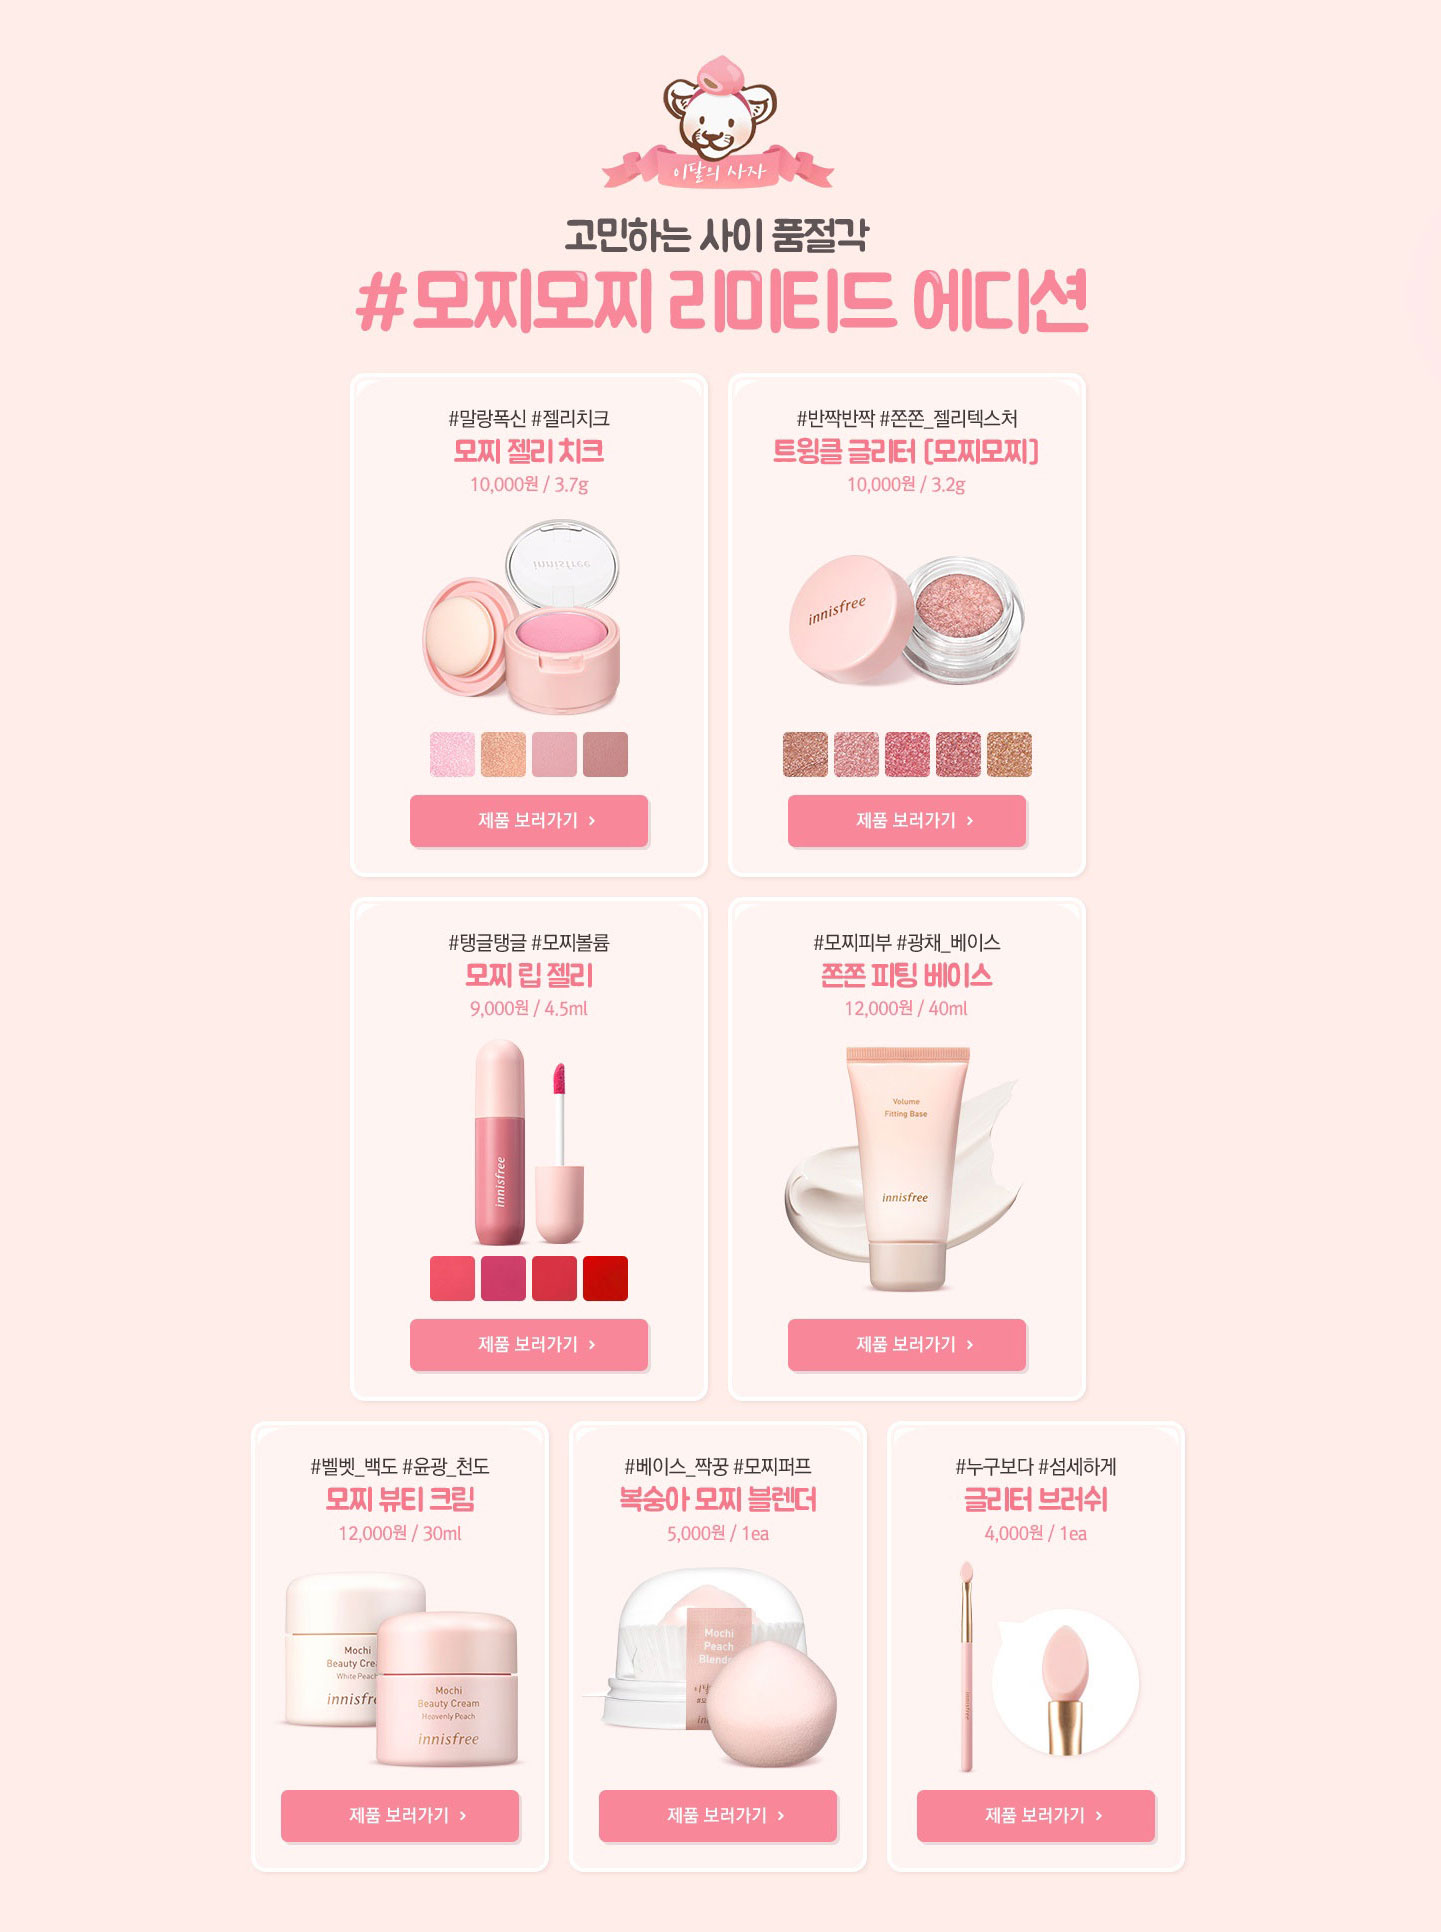 이달의 사자
고민하는 사이 품절각
#모찌모찌 리미티드 에디션
#말랑폭신 #젤리치크
모찌 젤리 치크
10,000원 / 3.7g
innisfree
제품 보러가기 >
#반짝반짝 #쫀쫀_젤리텍스처
트윙클 글리터 [모찌모찌]
10,000원 / 3.2g
innisfree
제품 보러가기 >
#탱글탱글 #모찌볼륨
모찌 립 젤리
9,000원 / 4.5ml
innisfree
제품 보러가기 >
#모찌피부 #광채_베이스
쫀쫀 피팅 베이스
12,000원 / 40ml
Volume
Fitting Base
innisfree
제품 보러가기 >
#벨벳_백도 #윤광_천도
모찌 뷰티 크림
12,000원 / 30ml
Mochi
Beauty Cre
White Peach
innisfre
Mochi
Beauty Cream
Heavenly Peach
innisfree
제품 보러가기 >
#베이스_짝꿍 #모찌퍼프
복숭아 모찌 블렌더
5,000원 / 1ea
Mochi
Peach
Blende
제품 보러가기 >
#누구보다 #섬세하게
글리터 브러쉬
4,000원 / 1ea
innisfree
제품 보러가기 >